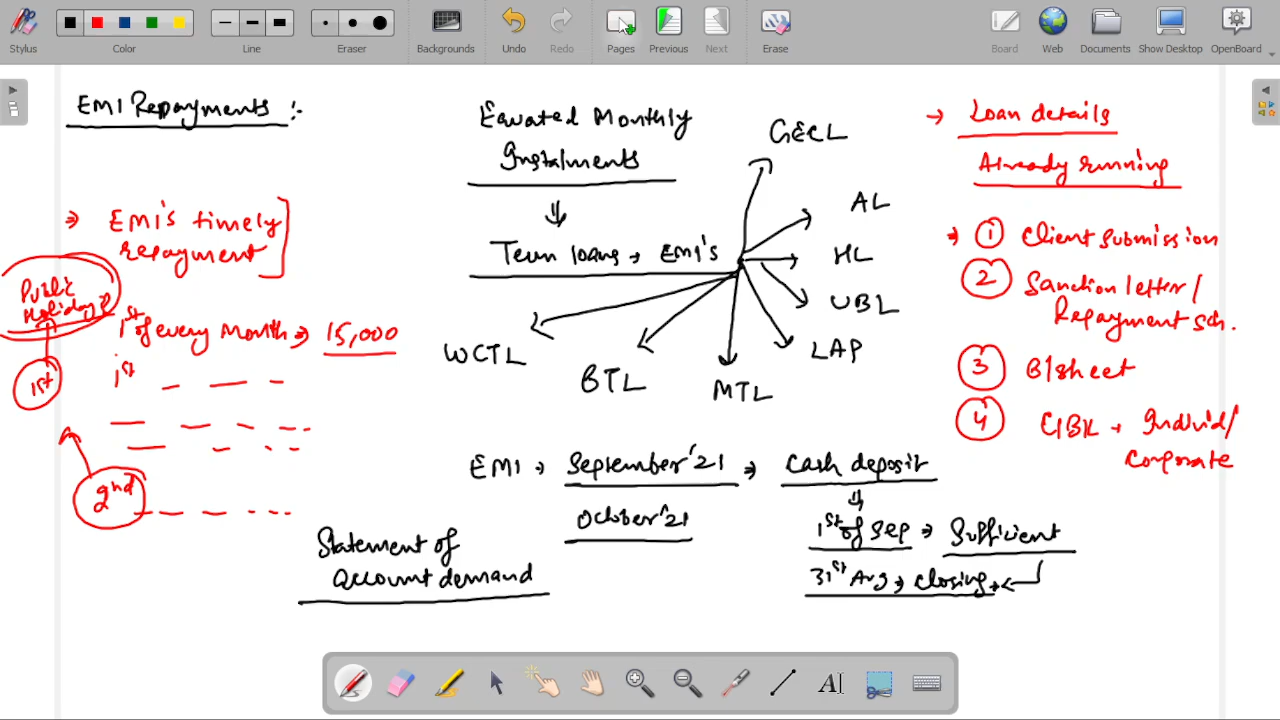 Stylus
Color
Line
Eraser
Backgrounds
Undo
Redo
Pages
Previous
Next
Erase
Board
Web
Documents
Show Desktop
OpenBoard
EMI Repayments :-
Equated Monthly
Instalments
Term loans → EMI's
GECL
AL
HL
UBL
LAP
MTL
BTL
WCTL
⇒ EMI's timely
repayment
Public
Holiday
1st of every Month ⇒ 15,000
1st
1st
2nd
EMI → September'21 ⇒ Cash deposit
October'21
1st of Sep ⇒ Sufficient
31st Aug → closing
Statement of
account demand
→ Loan details
Already running
→ 1 Client submission
2 Sanction letter /
Repayment sch.
3 B/sheet
4 CIBIL → Individ/
Corporate
AI